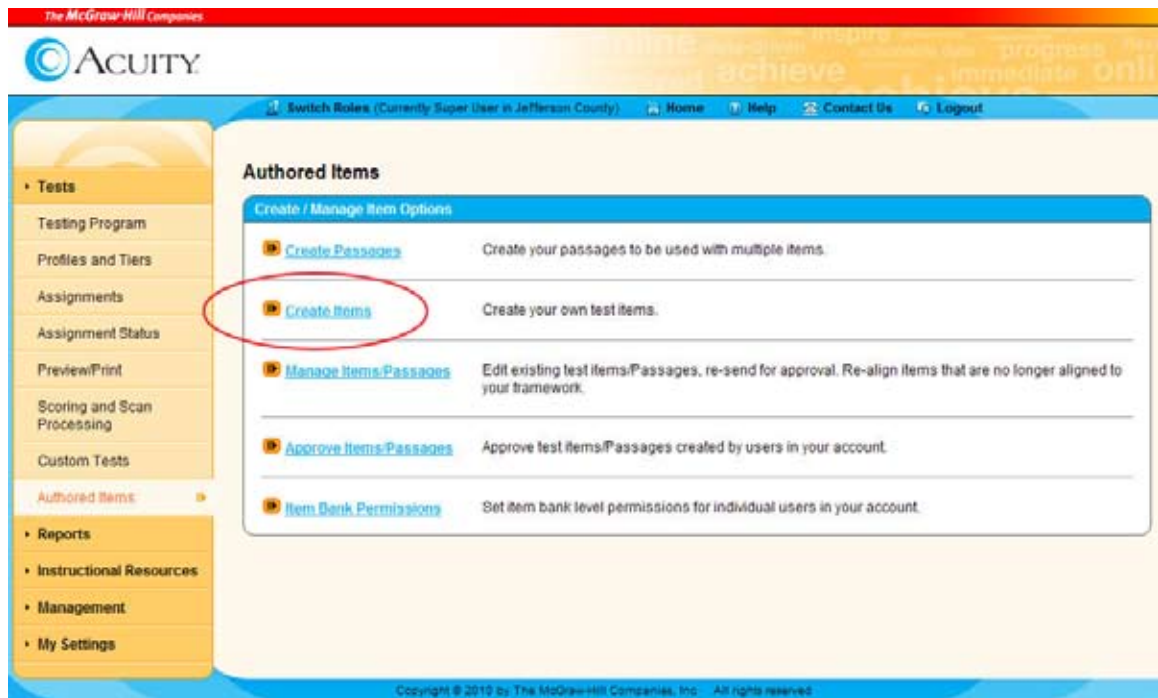 The McGraw-Hill Companies
ACUITY
inspire
progress
achieve
immediate
onli
Switch Roles (Currently Super User in Jefferson County)
Home
Help
Contact Us
Logout
Tests
Testing Program
Profiles and Tiers
Assignments
Assignment Status
Preview/Print
Scoring and Scan
Processing
Custom Tests
Authored Items
Reports
Instructional Resources
Management
My Settings
Authored Items
Create / Manage Item Options
Create Passages
Create your passages to be used with multiple items.
Create Items
Create your own test items.
Manage Items/Passages
Edit existing test items/Passages, re-send for approval. Re-align items that are no longer aligned to
your framework.
Approve Items/Passages
Approve test items/Passages created by users in your account.
Item Bank Permissions
Set item bank level permissions for individual users in your account.
Copyright © 2010 by The McGraw-Hill Companies, Inc. All rights reserved